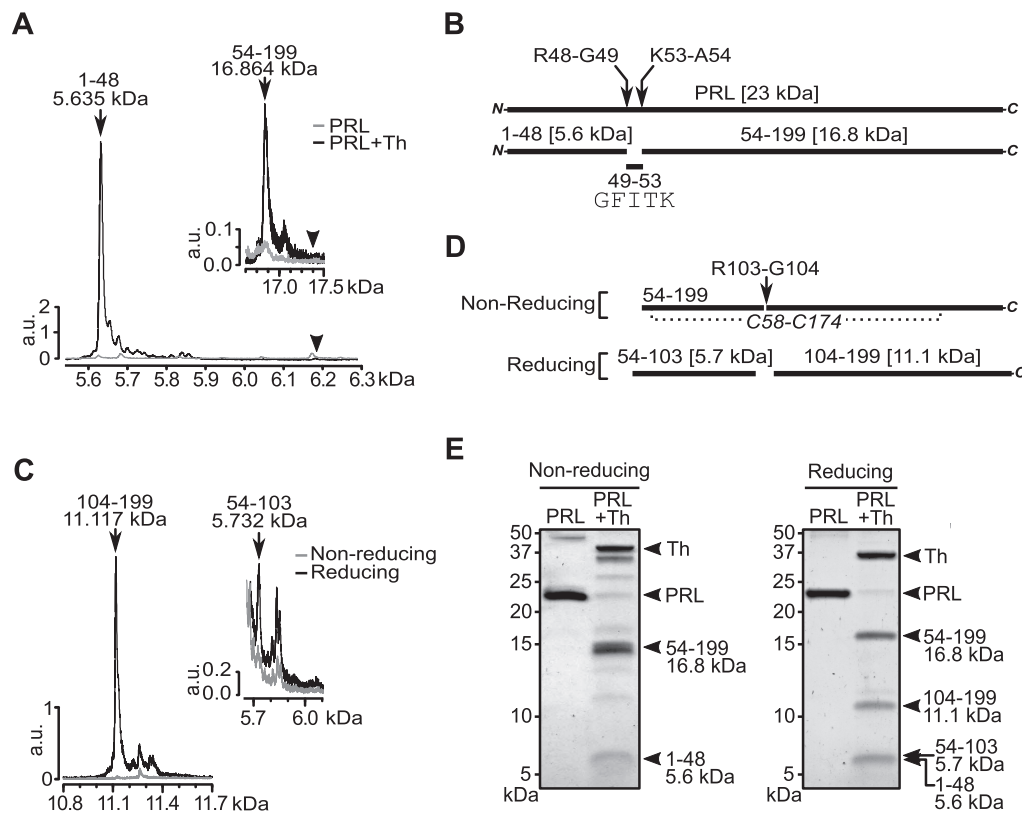 A
1-48
5.635 kDa
54-199
16.864 kDa
PRL
PRL+Th
0.1
0.0
a.u.
17.0 17.5 kDa
2
1
0
a.u.
5.6 5.7 5.8 5.9 6.0 6.1 6.2 6.3 kDa
B
R48-G49 K53-A54
PRL [23 kDa]
N C
1-48 [5.6 kDa] 54-199 [16.8 kDa]
N C
49-53
GFITK
C
104-199
11.117 kDa
54-103
5.732 kDa
Non-reducing
Reducing
0.2
0.0
a.u.
5.7 6.0 kDa
1
0
a.u.
10.8 11.1 11.4 11.7 kDa
D
R103-G104
Non-Reducing
54-199
C
C58-C174
Reducing
54-103 [5.7 kDa] 104-199 [11.1 kDa]
C
E
Non-reducing
PRL PRL
+Th
50
37
25
20
15
10
5
kDa
Th
PRL
54-199
16.8 kDa
1-48
5.6 kDa
Reducing
PRL PRL
+Th
50
37
25
20
15
10
5
kDa
Th
PRL
54-199
16.8 kDa
104-199
11.1 kDa
54-103
5.7 kDa
1-48
5.6 kDa